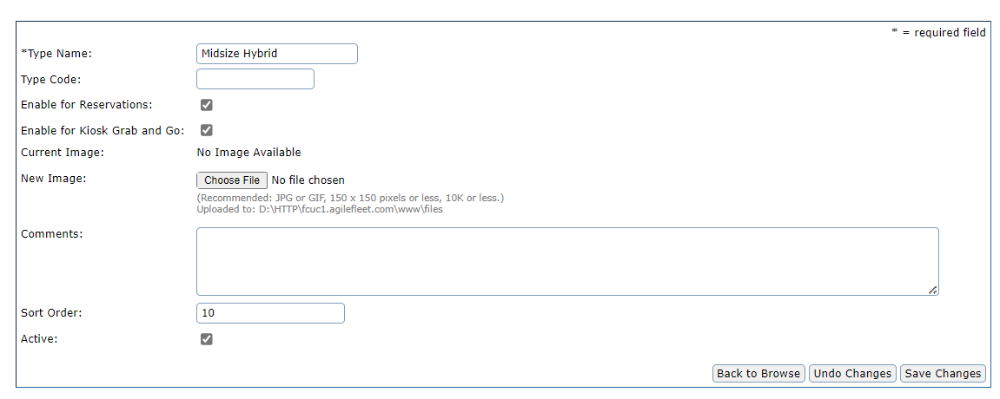 * = required field
*Type Name: Midsize Hybrid
Type Code:
Enable for Reservations:
Enable for Kiosk Grab and Go:
Current Image: No Image Available
New Image: Choose File No file chosen
(Recommended: JPG or GIF, 150 x 150 pixels or less, 10K or less.)
Uploaded to: D:\HTTP\fcuc1.agilefleet.com\www\files
Comments:
Sort Order: 10
Active:
Back to Browse Undo Changes Save Changes